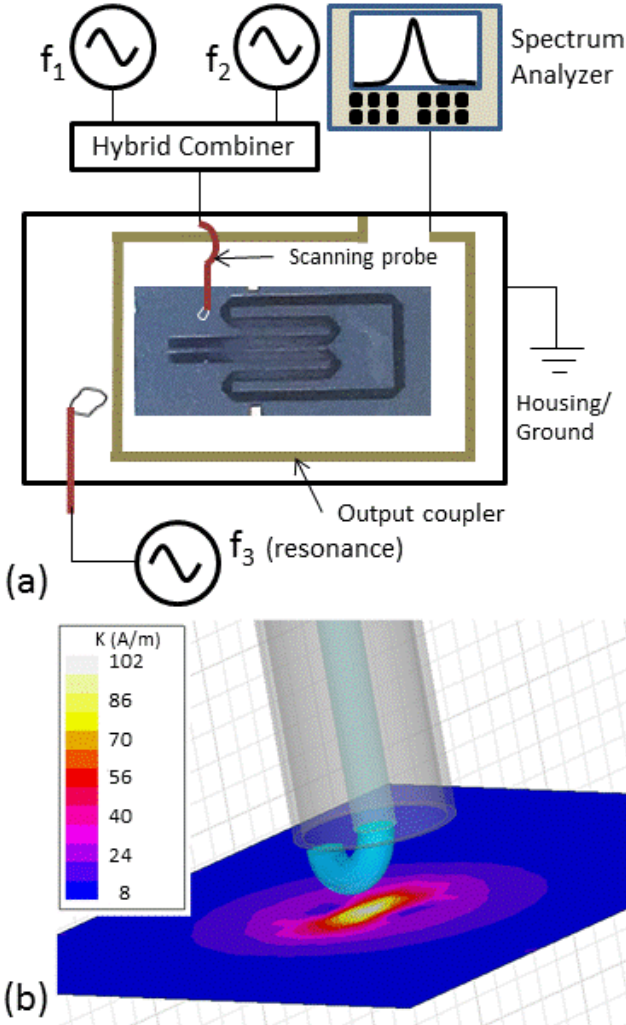 f1
f2
Spectrum
Analyzer
Hybrid Combiner
Scanning probe
Housing/
Ground
Output coupler
f3 (resonance)
(a)
K (A/m)
102
86
70
56
40
24
8
(b)